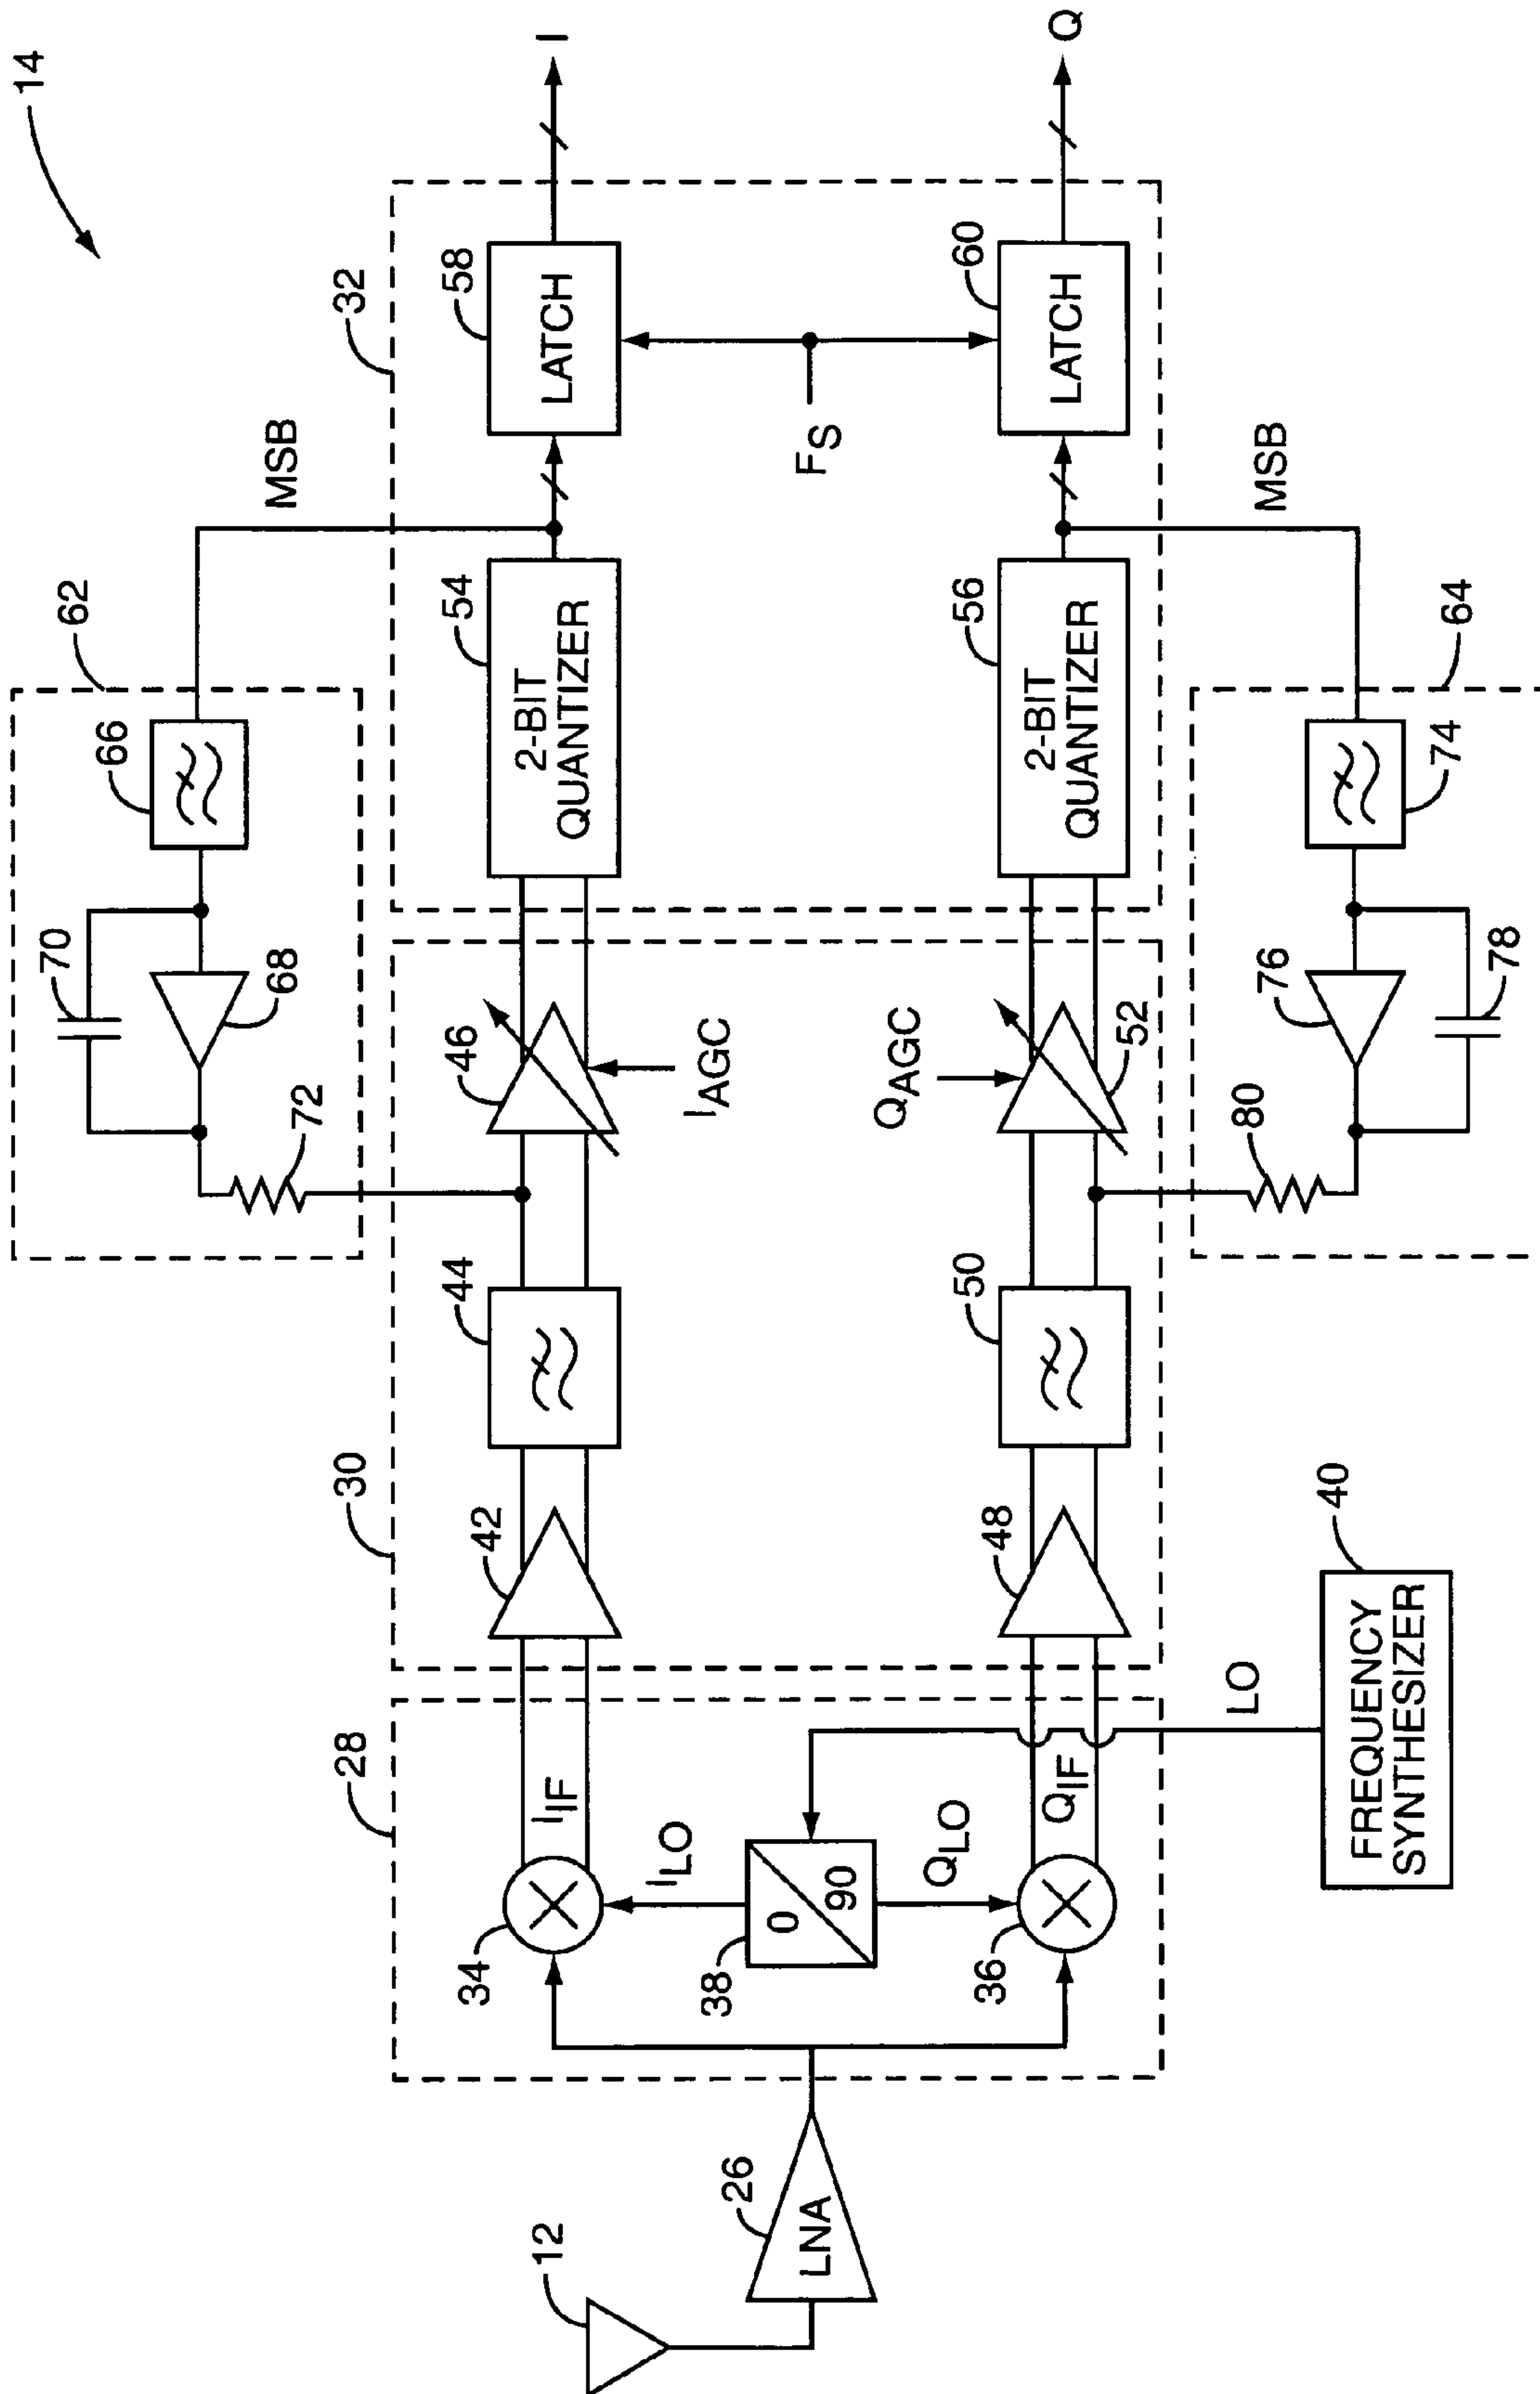 14
62
66
70
68
72
MSB
32
54
2-BIT
QUANTIZER
58
LATCH
I
30
42
44
46
I_AGC
28
34
I_IF
I_LO
38
0
90
12
26
LNA
F_S
Q_LO
36
Q_IF
48
50
Q_AGC
52
56
2-BIT
QUANTIZER
60
LATCH
Q
LO
40
FREQUENCY
SYNTHESIZER
80
76
78
74
64
MSB